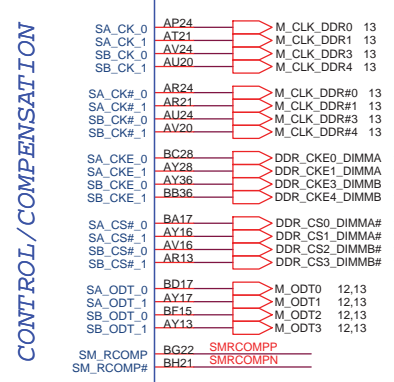 CONTROL/COMPENSATION
SA_CK_0 AP24 M_CLK_DDR0 13
SA_CK_1 AT21 M_CLK_DDR1 13
SB_CK_0 AV24 M_CLK_DDR3 13
SB_CK_1 AU20 M_CLK_DDR4 13
SA_CK#_0 AR24 M_CLK_DDR#0 13
SA_CK#_1 AR21 M_CLK_DDR#1 13
SB_CK#_0 AU24 M_CLK_DDR#3 13
SB_CK#_1 AV20 M_CLK_DDR#4 13
SA_CKE_0 BC28 DDR_CKE0_DIMMA
SA_CKE_1 AY28 DDR_CKE1_DIMMA
SB_CKE_0 AY36 DDR_CKE3_DIMMB
SB_CKE_1 BB36 DDR_CKE4_DIMMB
SA_CS#_0 BA17 DDR_CS0_DIMMA#
SA_CS#_1 AY16 DDR_CS1_DIMMA#
SB_CS#_0 AV16 DDR_CS2_DIMMB#
SB_CS#_1 AR13 DDR_CS3_DIMMB#
SA_ODT_0 BD17 M_ODT0 12,13
SA_ODT_1 AY17 M_ODT1 12,13
SB_ODT_0 BF15 M_ODT2 12,13
SB_ODT_1 AY13 M_ODT3 12,13
SM_RCOMP BG22 SMRCOMPP
SM_RCOMP# BH21 SMRCOMPN